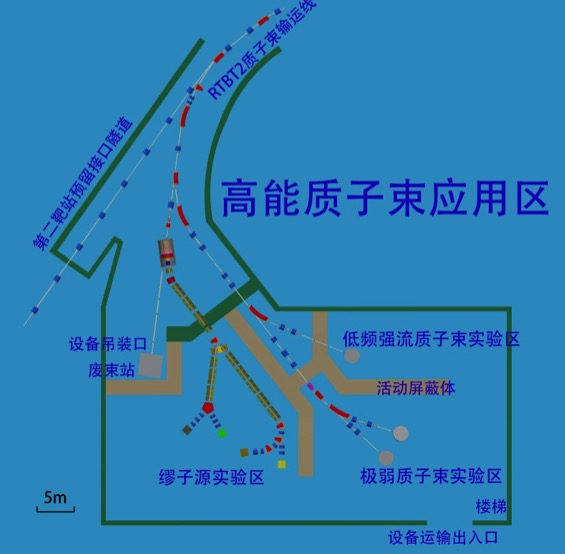 RTBT2质子束输运线
第二靶站预留接口隧道
高能质子束应用区
设备吊装口
废束站
低频强流质子束实验区
活动屏蔽体
缪子源实验区
极弱质子束实验区
5m
楼梯
设备运输出入口